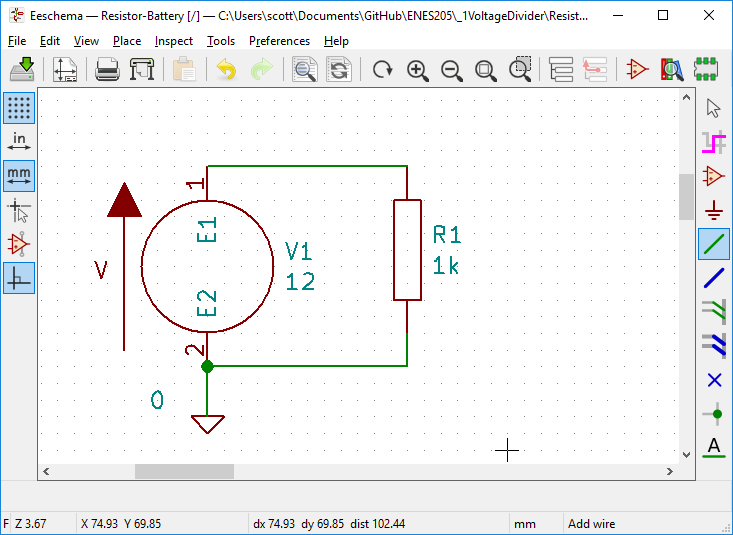 Eeschema — Resistor-Battery [/] — C:\Users\scott\Documents\GitHub\ENES205\_1VoltageDivider\Resist...
File Edit View Place Inspect Tools Preferences Help
in
mm
1
E1
V
V1
12
R1
1k
E2
2
0
A
F Z 3.67 X 74.93 Y 69.85 dx 74.93 dy 69.85 dist 102.44 mm Add wire